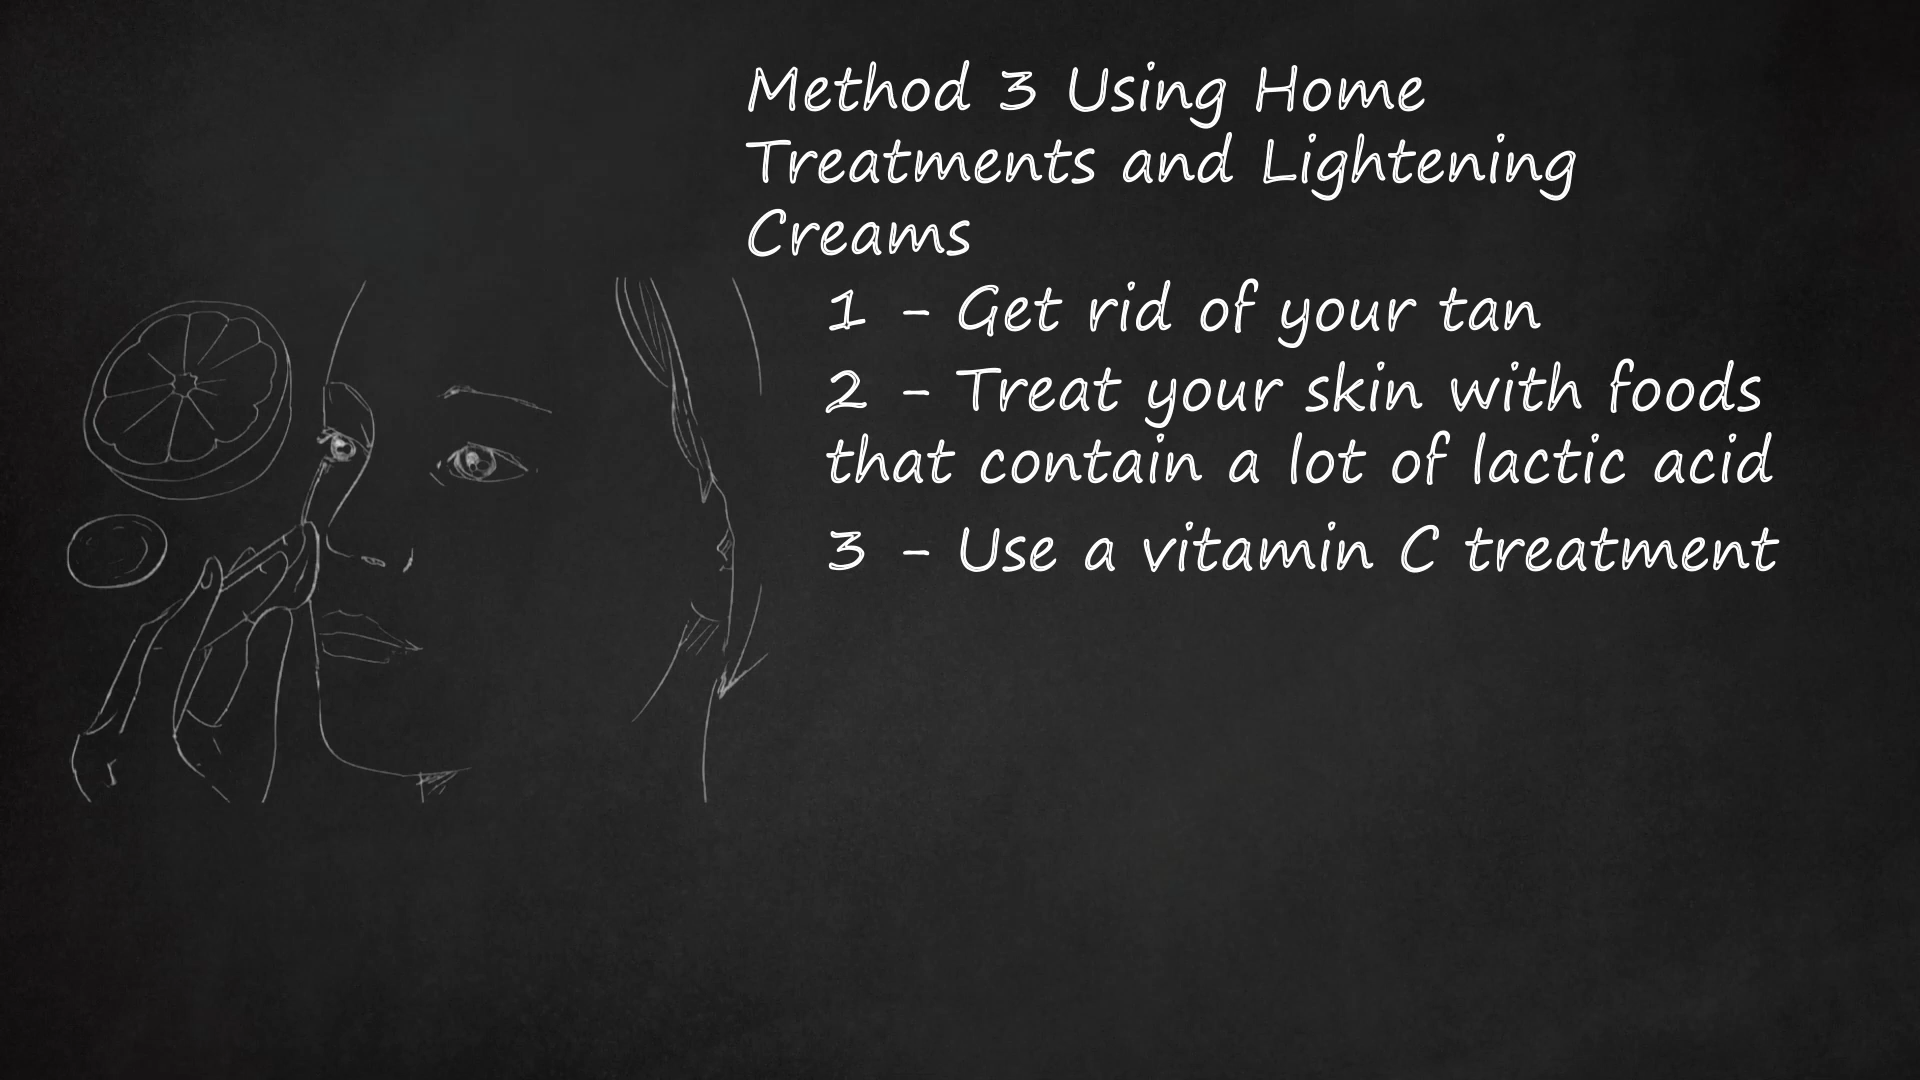 Method 3 Using Home
Treatments and Lightening
Creams
1 - Get rid of your tan
2 - Treat your skin with foods
that contain a lot of lactic acid
3 - Use a vitamin C treatment